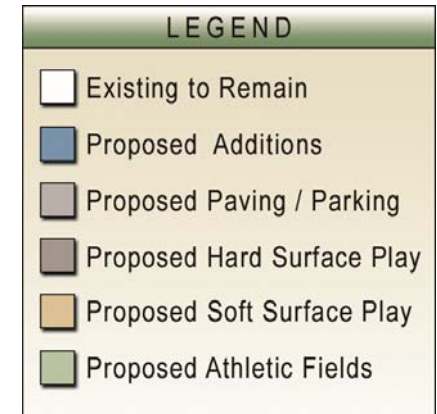 LEGEND
Existing to Remain
Proposed Additions
Proposed Paving / Parking
Proposed Hard Surface Play
Proposed Soft Surface Play
Proposed Athletic Fields